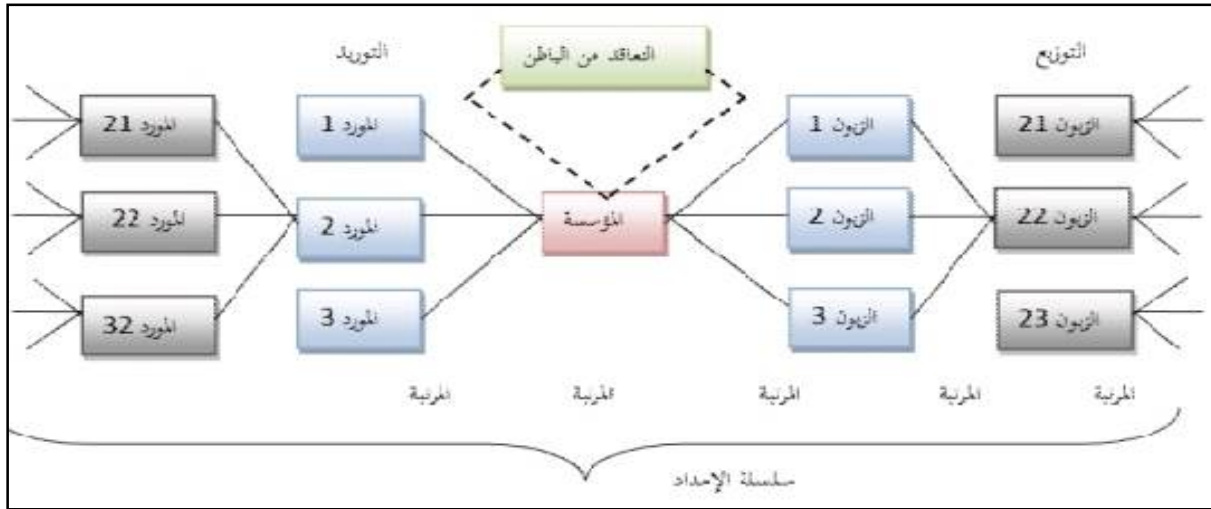 التعاقد من الباطن
التوزيع
التوريد
الزبون 21
الزبون 1
المورد 1
المورد 21
الزبون 22
الزبون 2
المؤسسة
المورد 2
المورد 22
الزبون 23
الزبون 3
المورد 3
المورد 32
المرتبة
المرتبة
المرتبة
المرتبة
المرتبة
سلسلة الإمداد